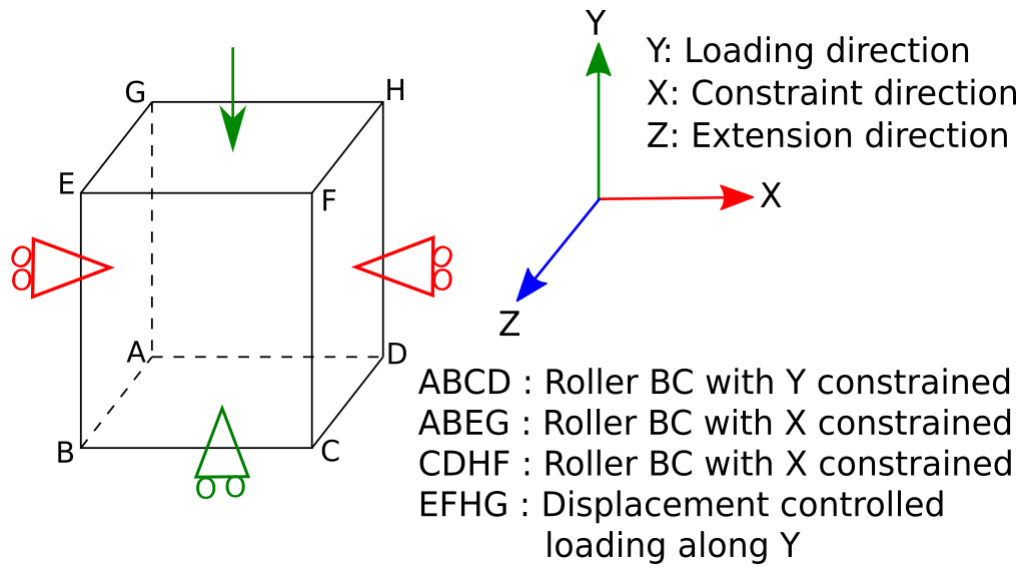 Y
Y: Loading direction
X: Constraint direction
Z: Extension direction
X
Z
G
H
E
F
A
D
B
C
ABCD : Roller BC with Y constrained
ABEG : Roller BC with X constrained
CDHF : Roller BC with X constrained
EFHG : Displacement controlled
loading along Y